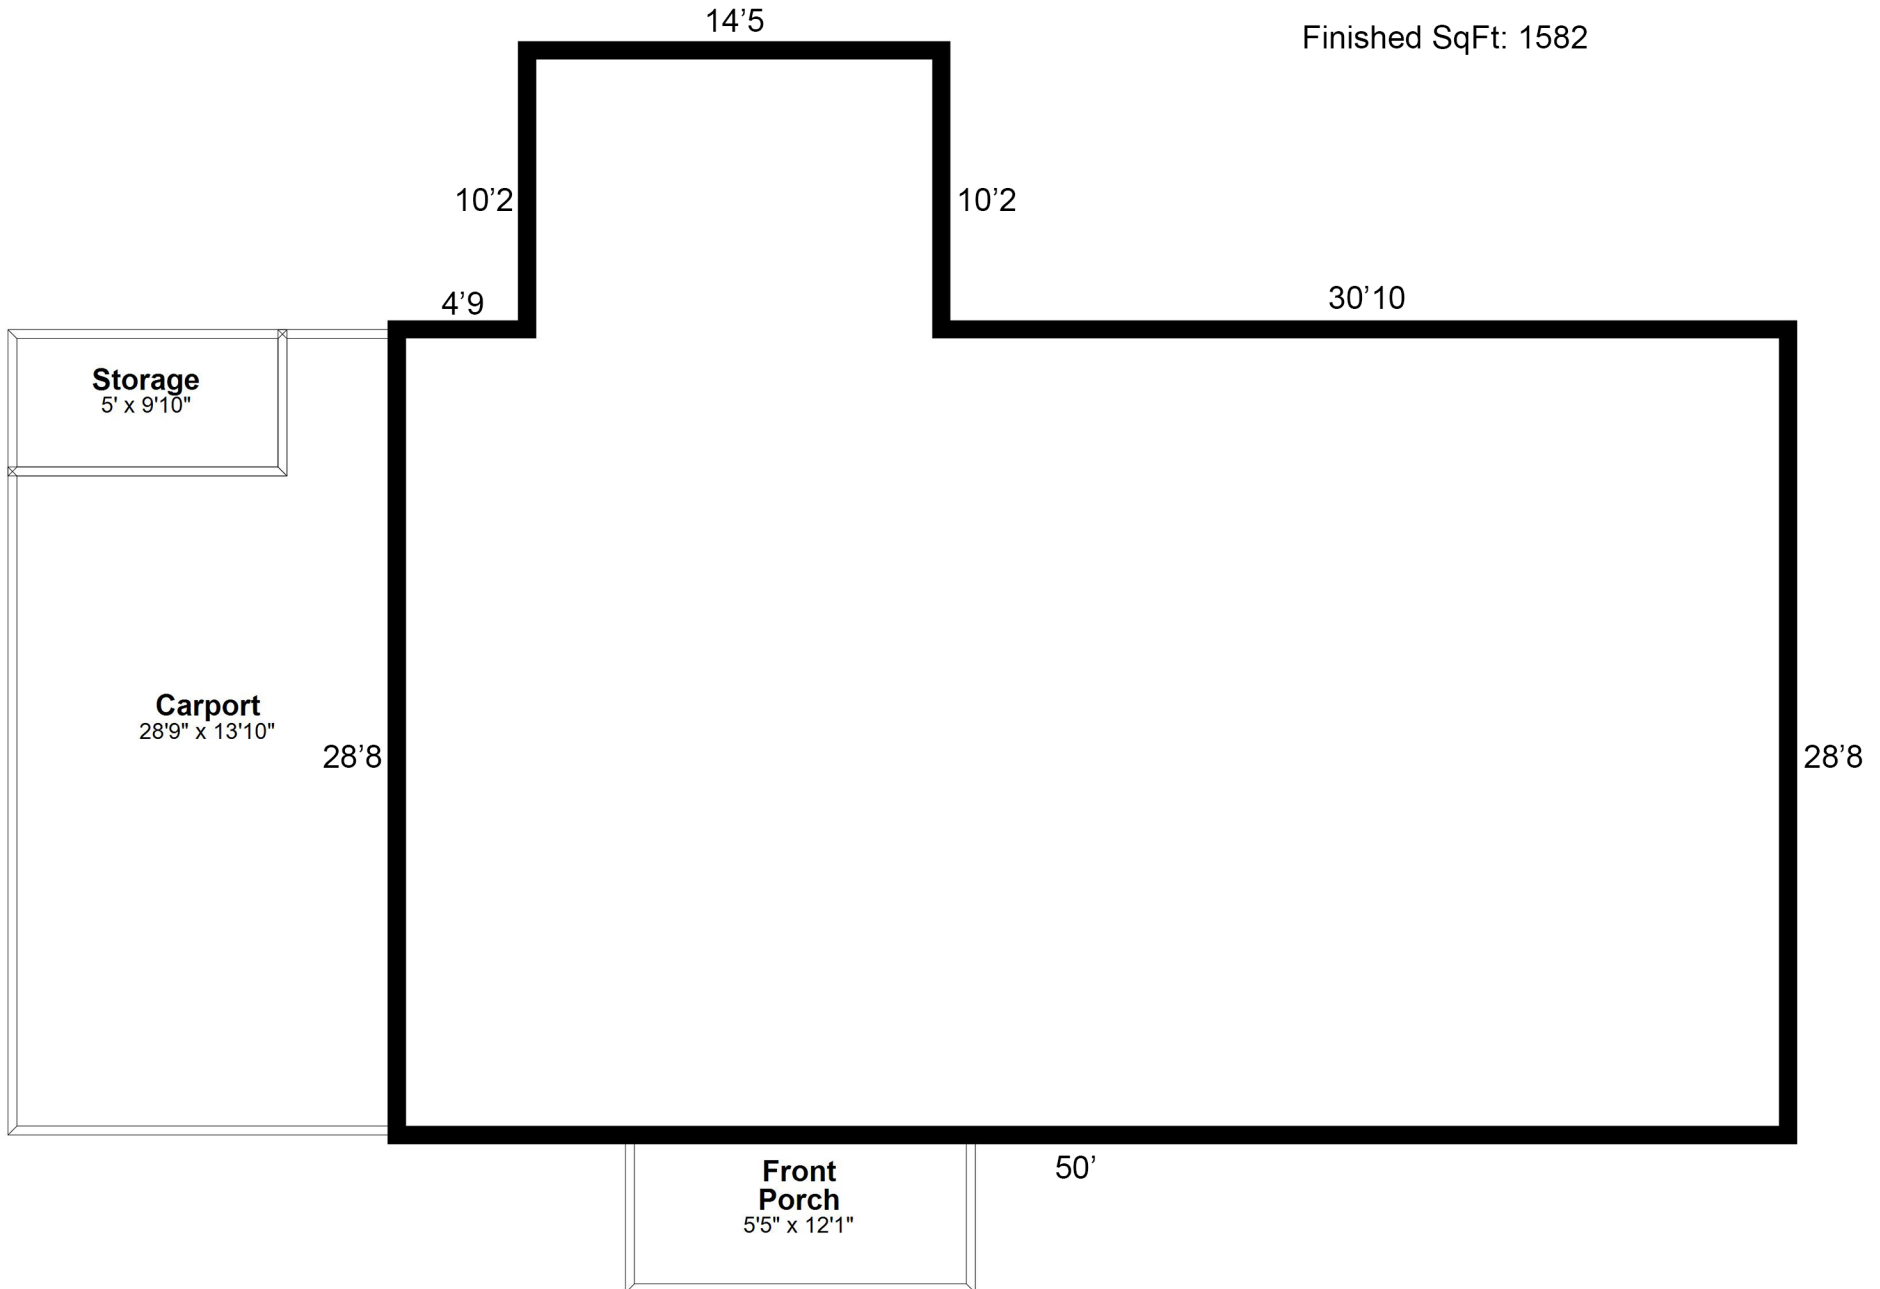 14’5
Finished SqFt: 1582
10’2
10’2
4’9
30’10
Storage
5' x 9'10"
Carport
28'9" x 13'10"
28’8
28’8
Front
Porch
5'5" x 12'1"
50’